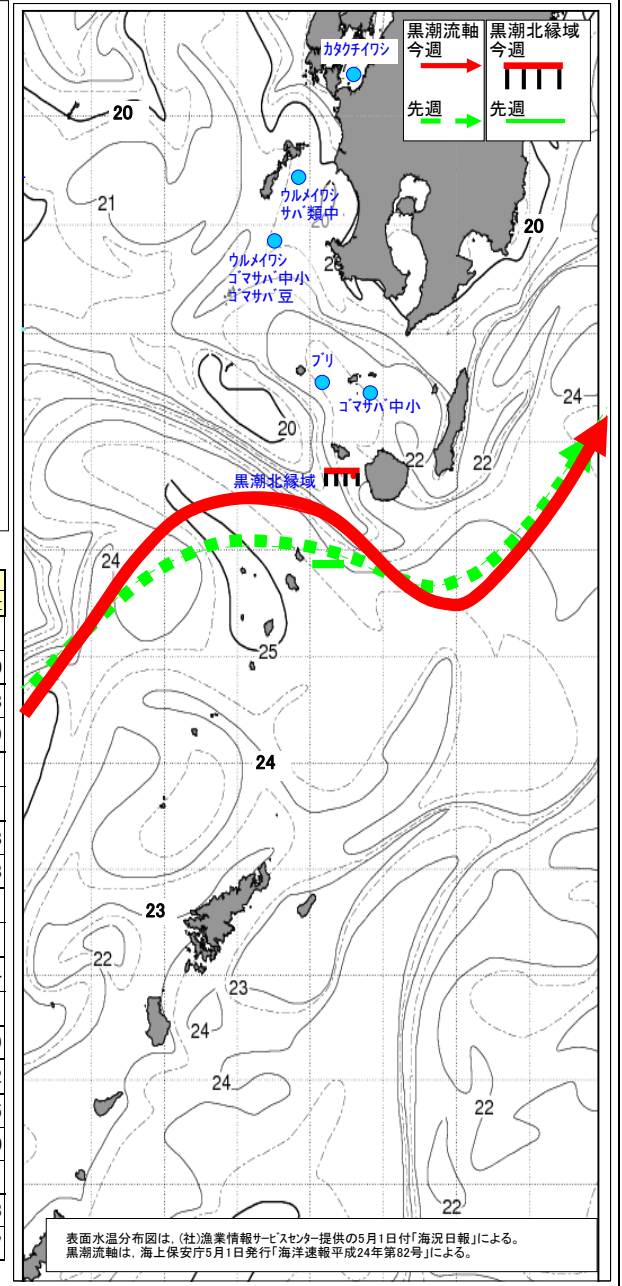 黒潮流軸
今週
先週
黒潮北縁域
今週
先週
カタクチイワシ
20
ウルメイワシ
サバ類中
21
20
20
ウルメイワシ
ゴマサバ中小
ゴマサバ豆
ブリ
ゴマサバ中小
24
20
22
22
黒潮北縁域
24
25
24
23
22
23
24
24
22
22
表面水温分布図は，(社)漁業情報サービスセンター提供の5月1日付「海況日報」による。
黒潮流軸は，海上保安庁5月1日発行「海洋速報平成24年第82号」による。